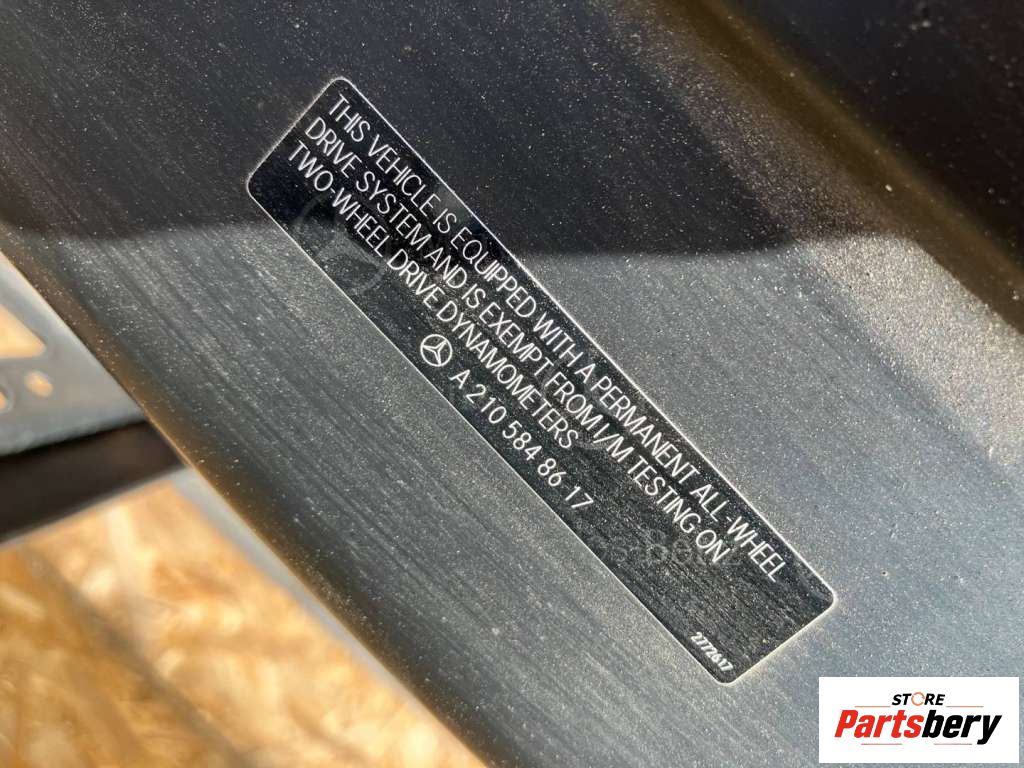 THIS VEHICLE IS EQUIPPED WITH A PERMANENT ALL-WHEEL
DRIVE SYSTEM AND IS EXEMPT FROM I/M TESTING ON
TWO-WHEEL DRIVE DYNAMOMETERS
A 210 584 86 17
STORE
Partsbery